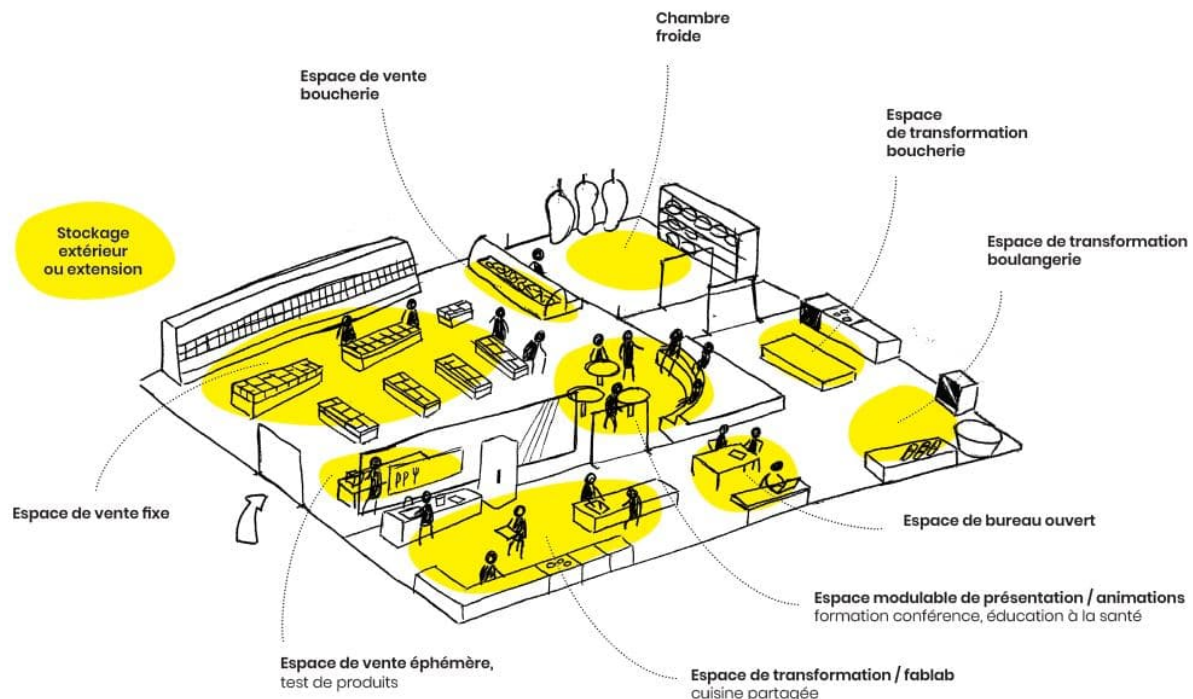 Chambre
froide
Espace de vente
boucherie
Espace
de transformation
boucherie
Stockage
extérieur
ou extension
Espace de transformation
boulangerie
Espace de vente fixe
Espace de bureau ouvert
Espace modulable de présentation / animations
formation conférence, éducation à la santé
Espace de vente éphémère,
test de produits
Espace de transformation / fablab
cuisine partagée